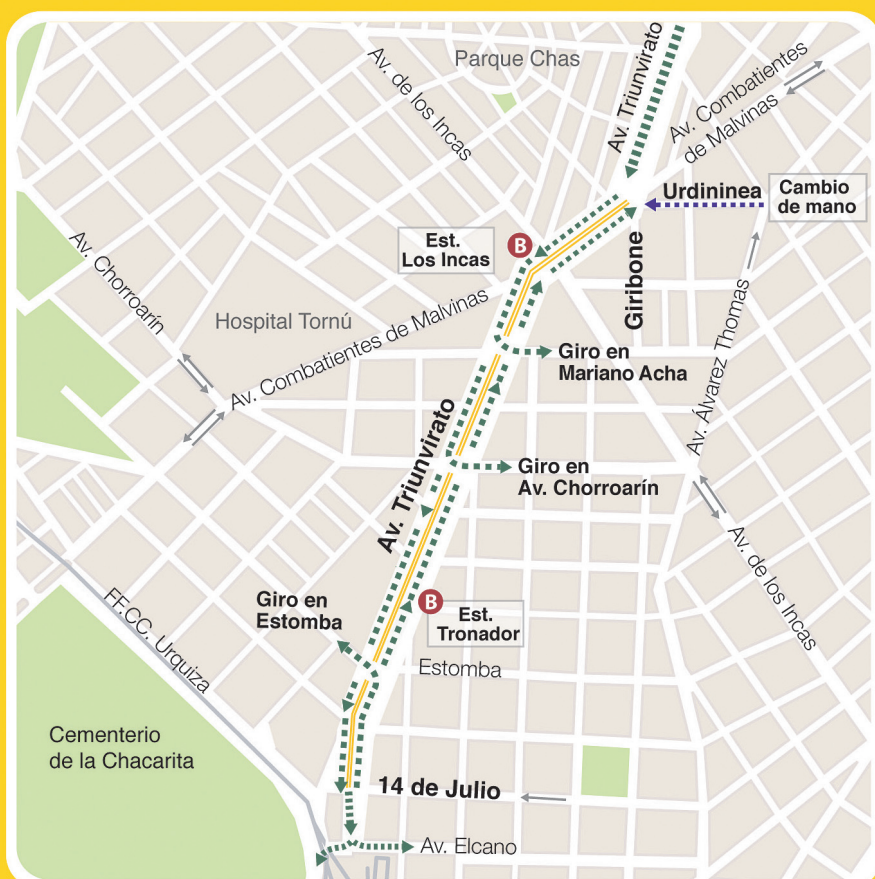 Parque Chas
Av. de los Incas
Av. Triunvirato
Av. Combatientes
de Malvinas
Urdininea
Cambio
de mano
Est.
Los Incas
B
Giribone
Av. Chorroarín
Hospital Tornú
Av. Combatientes de Malvinas
Giro en
Mariano Acha
Av. Álvarez Thomas
Av. Triunvirato
Giro en
Av. Chorroarín
Av. de los Incas
FF.CC. Urquiza
Giro en
Estomba
B
Est.
Tronador
Estomba
Cementerio
de la Chacarita
14 de Julio
Av. Elcano